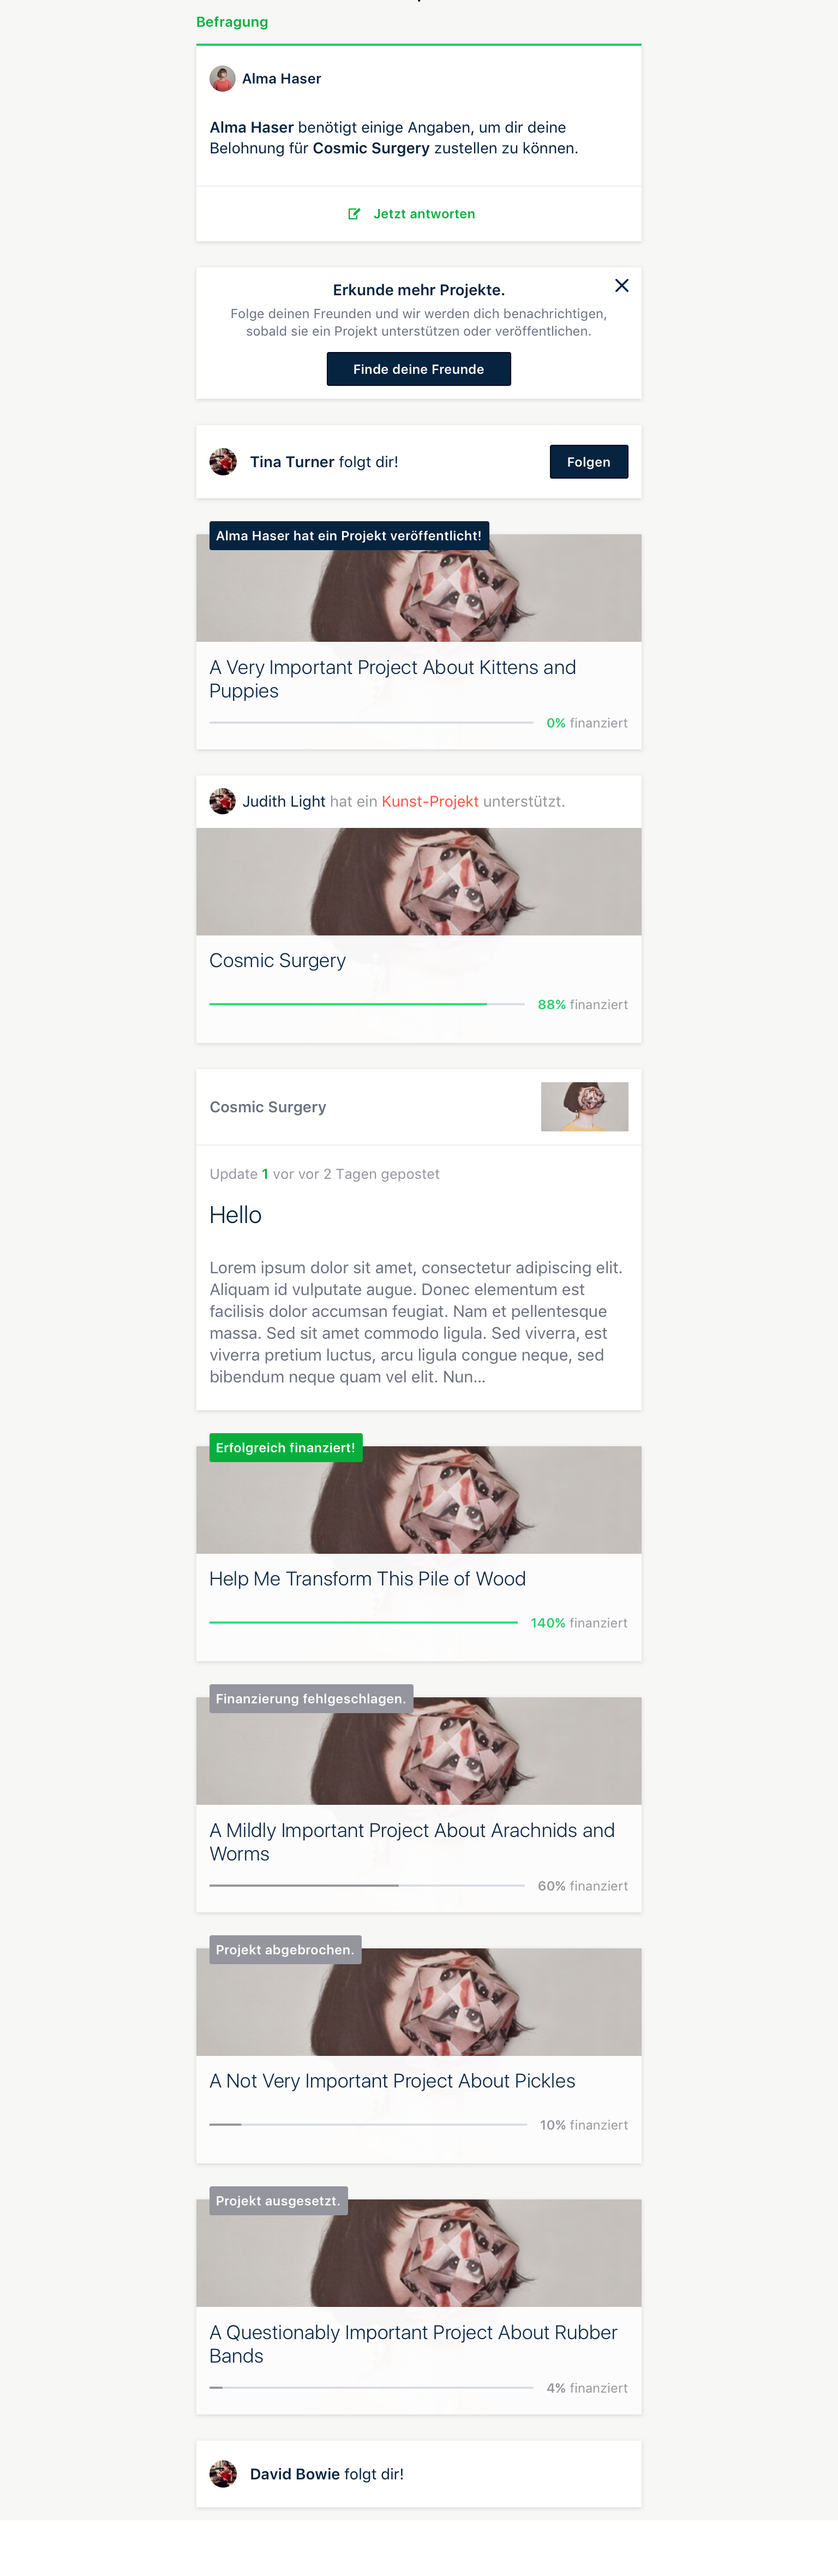 Befragung
Alma Haser
Alma Haser benötigt einige Angaben, um dir deine
Belohnung für Cosmic Surgery zustellen zu können.
Jetzt antworten
Erkunde mehr Projekte.
Folge deinen Freunden und wir werden dich benachrichtigen,
sobald sie ein Projekt unterstützen oder veröffentlichen.
Finde deine Freunde
Tina Turner folgt dir!
Folgen
Alma Haser hat ein Projekt veröffentlicht!
A Very Important Project About Kittens and
Puppies
0% finanziert
Judith Light hat ein Kunst-Projekt unterstützt.
Cosmic Surgery
88% finanziert
Cosmic Surgery
Update 1 vor vor 2 Tagen gepostet
Hello
Lorem ipsum dolor sit amet, consectetur adipiscing elit.
Aliquam id vulputate augue. Donec elementum est
facilisis dolor accumsan feugiat. Nam et pellentesque
massa. Sed sit amet commodo ligula. Sed viverra, est
viverra pretium luctus, arcu ligula congue neque, sed
bibendum neque quam vel elit. Nun...
Erfolgreich finanziert!
Help Me Transform This Pile of Wood
140% finanziert
Finanzierung fehlgeschlagen.
A Mildly Important Project About Arachnids and
Worms
60% finanziert
Projekt abgebrochen.
A Not Very Important Project About Pickles
10% finanziert
Projekt ausgesetzt.
A Questionably Important Project About Rubber
Bands
4% finanziert
David Bowie folgt dir!